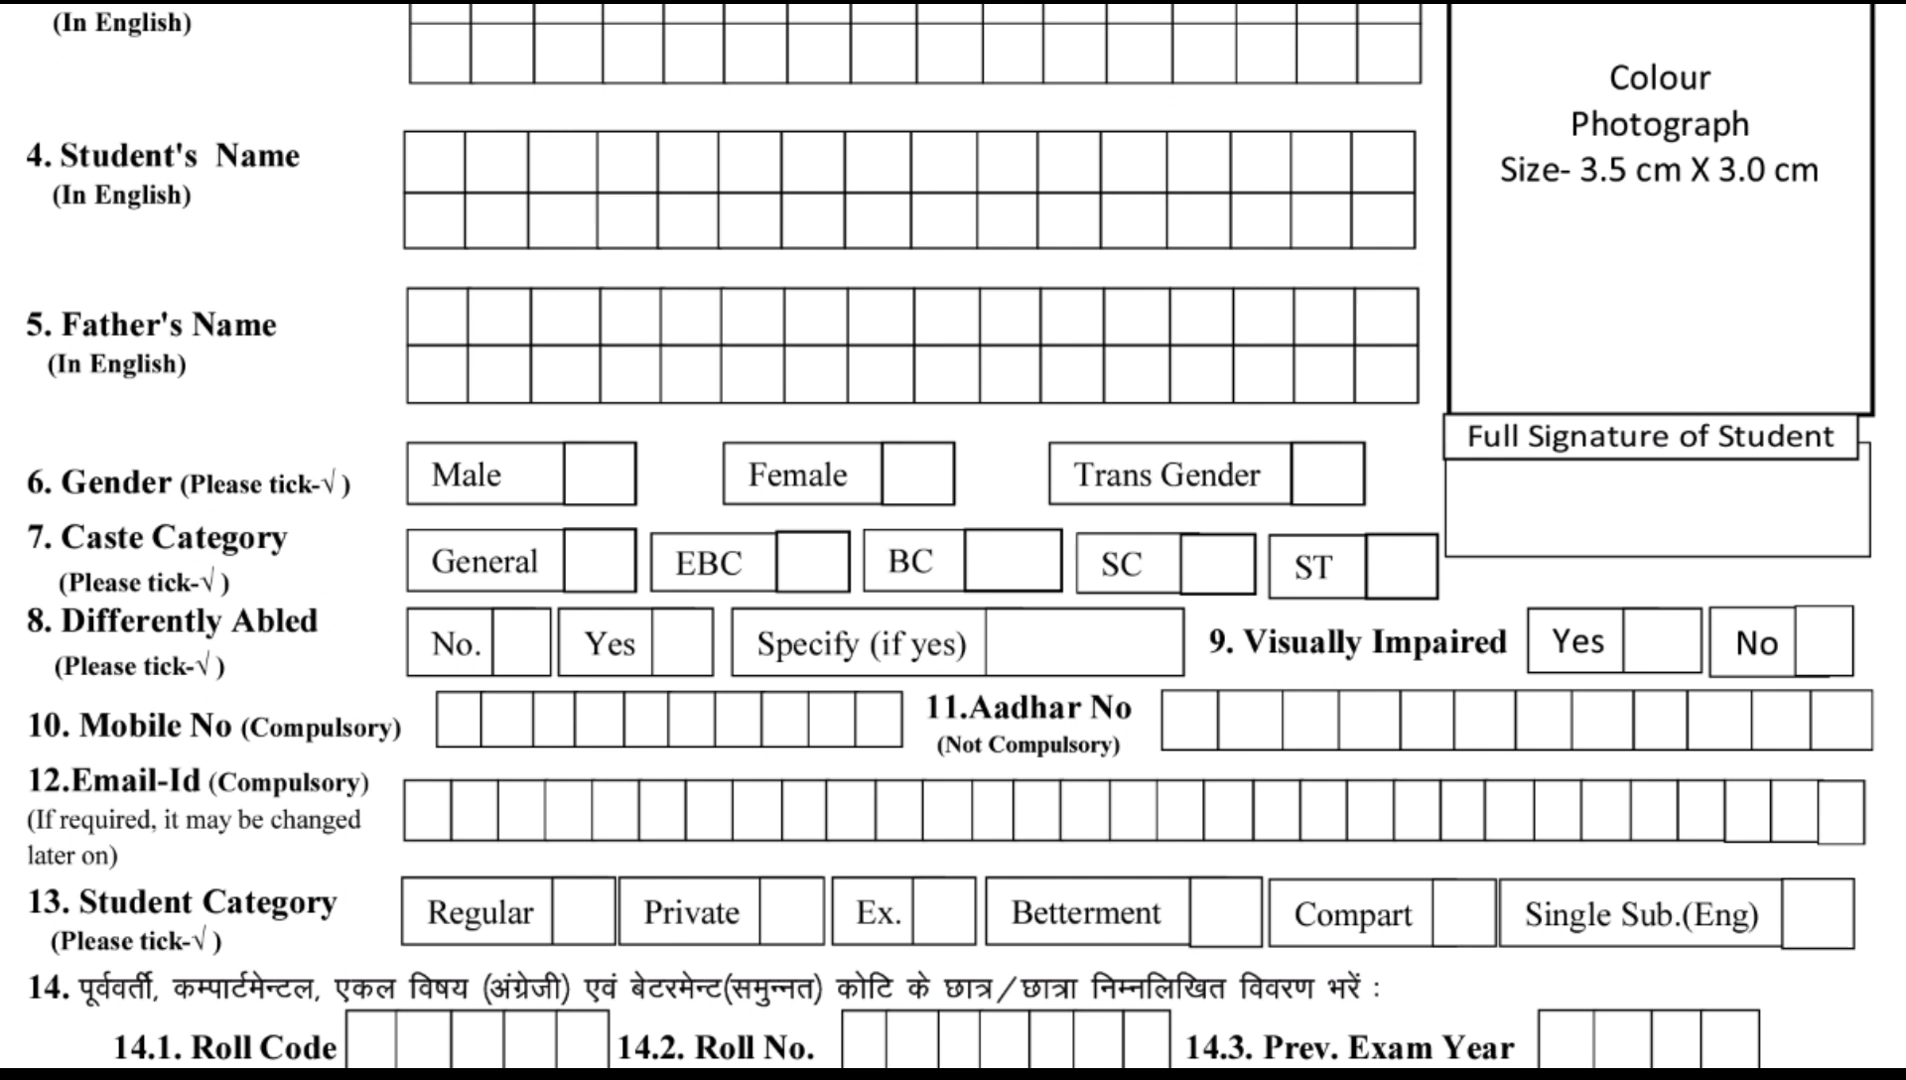 (In English)
Colour
Photograph
Size- 3.5 cm X 3.0 cm
4. Student's Name
(In English)
5. Father's Name
(In English)
Full Signature of Student
6. Gender (Please tick-√ ) Male Female Trans Gender
7. Caste Category
(Please tick-√ ) General EBC BC SC ST
8. Differently Abled
(Please tick-√ ) No. Yes Specify (if yes) 9. Visually Impaired Yes No
10. Mobile No (Compulsory) 11.Aadhar No
(Not Compulsory)
12.Email-Id (Compulsory)
(If required, it may be changed
later on)
13. Student Category
(Please tick-√ ) Regular Private Ex. Betterment Compart Single Sub.(Eng)
14. पूर्ववर्ती, कम्पार्टमेन्टल, एकल विषय (अंग्रेजी) एवं बेटरमेन्ट(समुन्नत) कोटि के छात्र/छात्रा निम्नलिखित विवरण भरें :
14.1. Roll Code 14.2. Roll No. 14.3. Prev. Exam Year